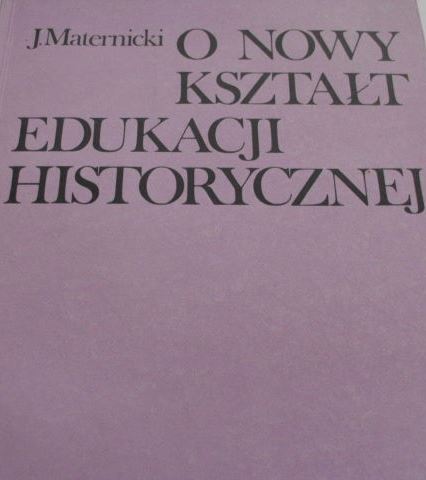 J.Maternicki O NOWY
KSZTAŁT
EDUKACJI
HISTORYCZNEJ